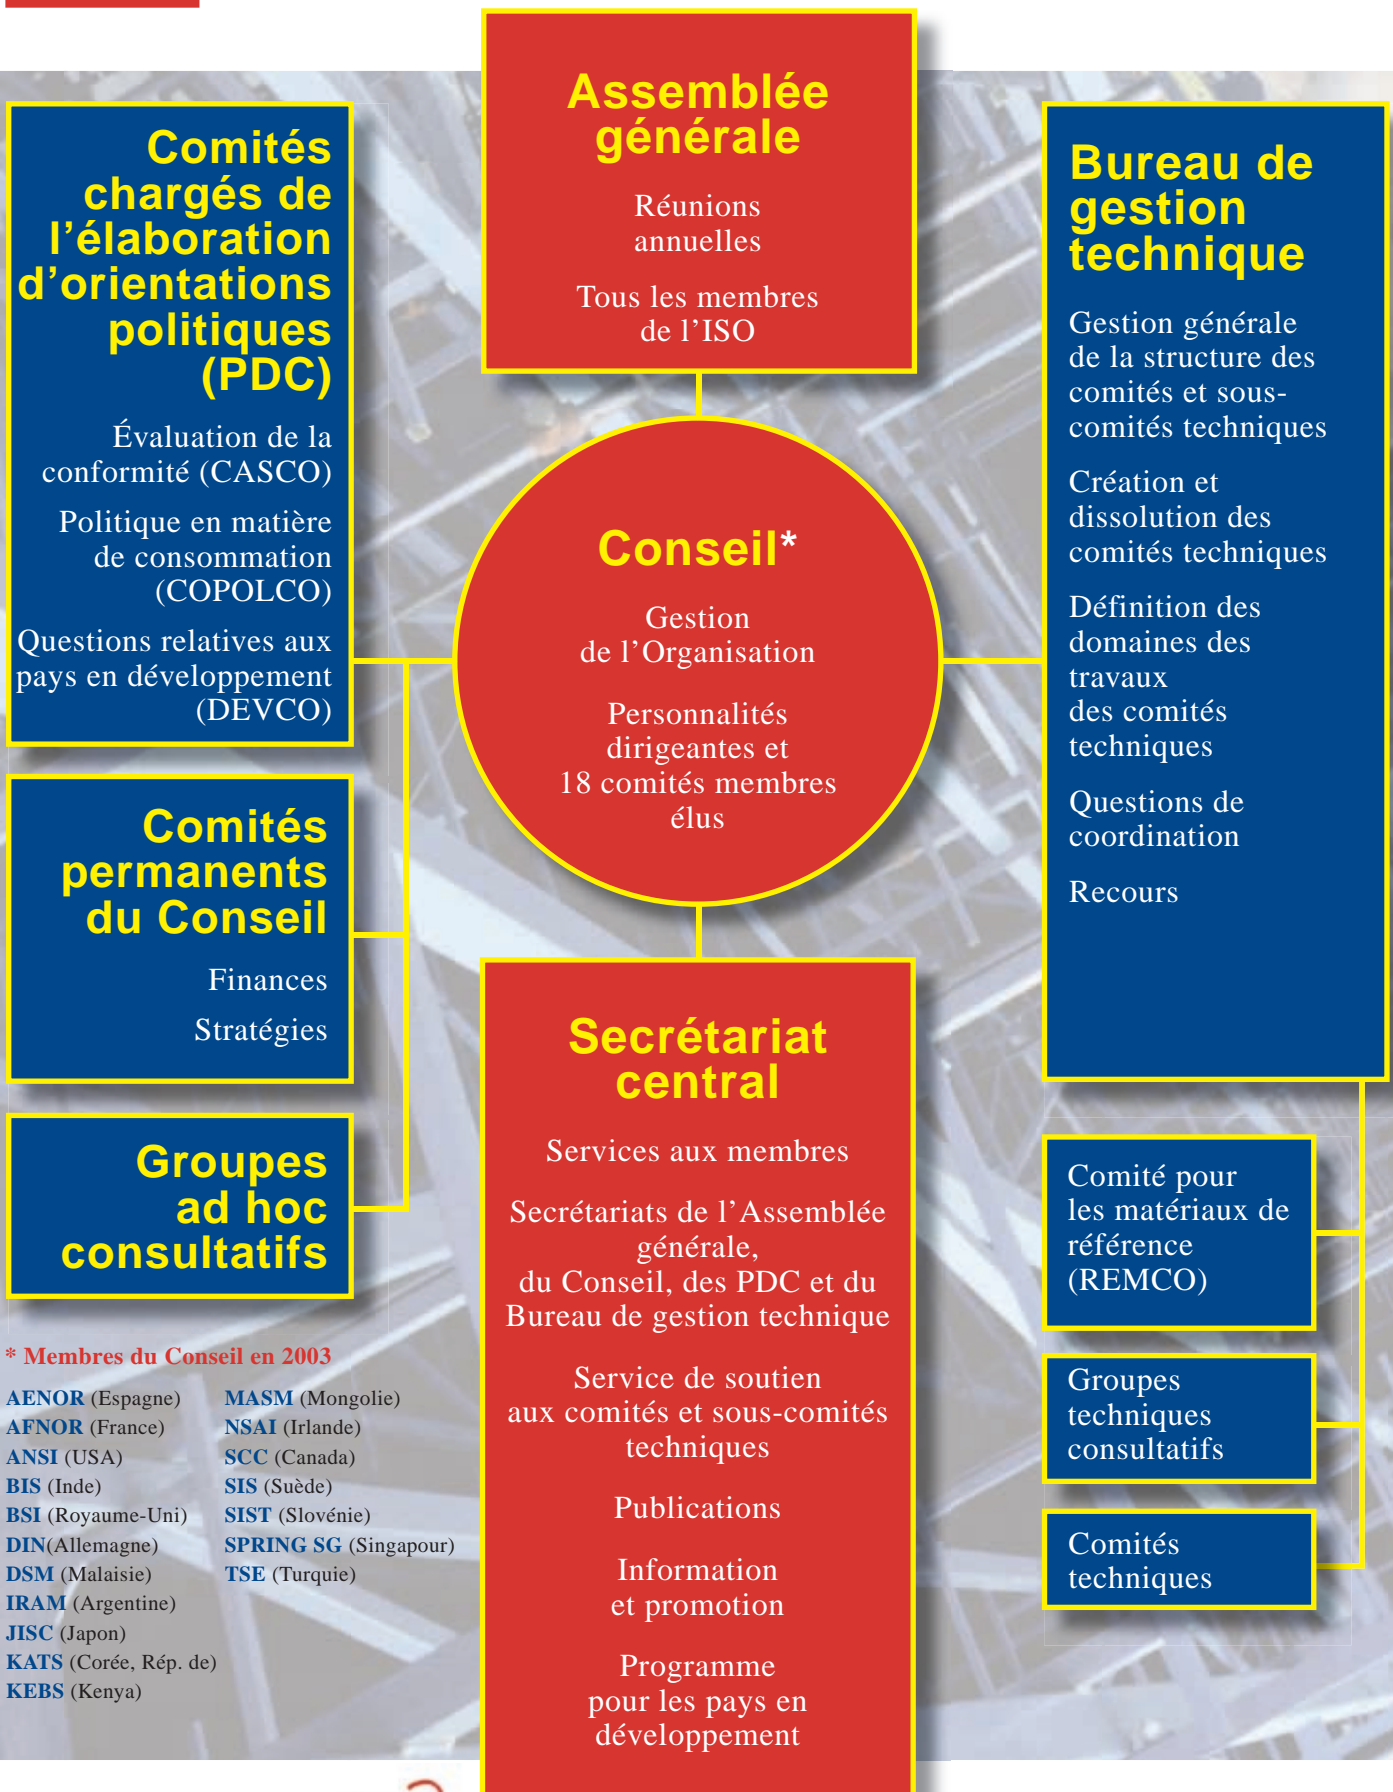 Assemblée
générale
Réunions
annuelles
Tous les membres
de l’ISO
Comités
chargés de
l’élaboration
d’orientations
politiques
(PDC)
Évaluation de la
conformité (CASCO)
Politique en matière
de consommation
(COPOLCO)
Questions relatives aux
pays en développement
(DEVCO)
Comités
permanents
du Conseil
Finances
Stratégies
Groupes
ad hoc
consultatifs
Conseil*
Gestion
de l’Organisation
Personnalités
dirigeantes et
18 comités membres
élus
Secrétariat
central
Services aux membres
Secrétariats de l’Assemblée
générale,
du Conseil, des PDC et du
Bureau de gestion technique
Service de soutien
aux comités et sous-comités
techniques
Publications
Information
et promotion
Programme
pour les pays en
développement
Bureau de
gestion
technique
Gestion générale
de la structure des
comités et sous-
comités techniques
Création et
dissolution des
comités techniques
Définition des
domaines des
travaux
des comités
techniques
Questions de
coordination
Recours
Comité pour
les matériaux de
référence
(REMCO)
Groupes
techniques
consultatifs
Comités
techniques
* Membres du Conseil en 2003
AENOR (Espagne)
AFNOR (France)
ANSI (USA)
BIS (Inde)
BSI (Royaume-Uni)
DIN(Allemagne)
DSM (Malaisie)
IRAM (Argentine)
JISC (Japon)
KATS (Corée, Rép. de)
KEBS (Kenya)
MASM (Mongolie)
NSAI (Irlande)
SCC (Canada)
SIS (Suède)
SIST (Slovénie)
SPRING SG (Singapour)
TSE (Turquie)